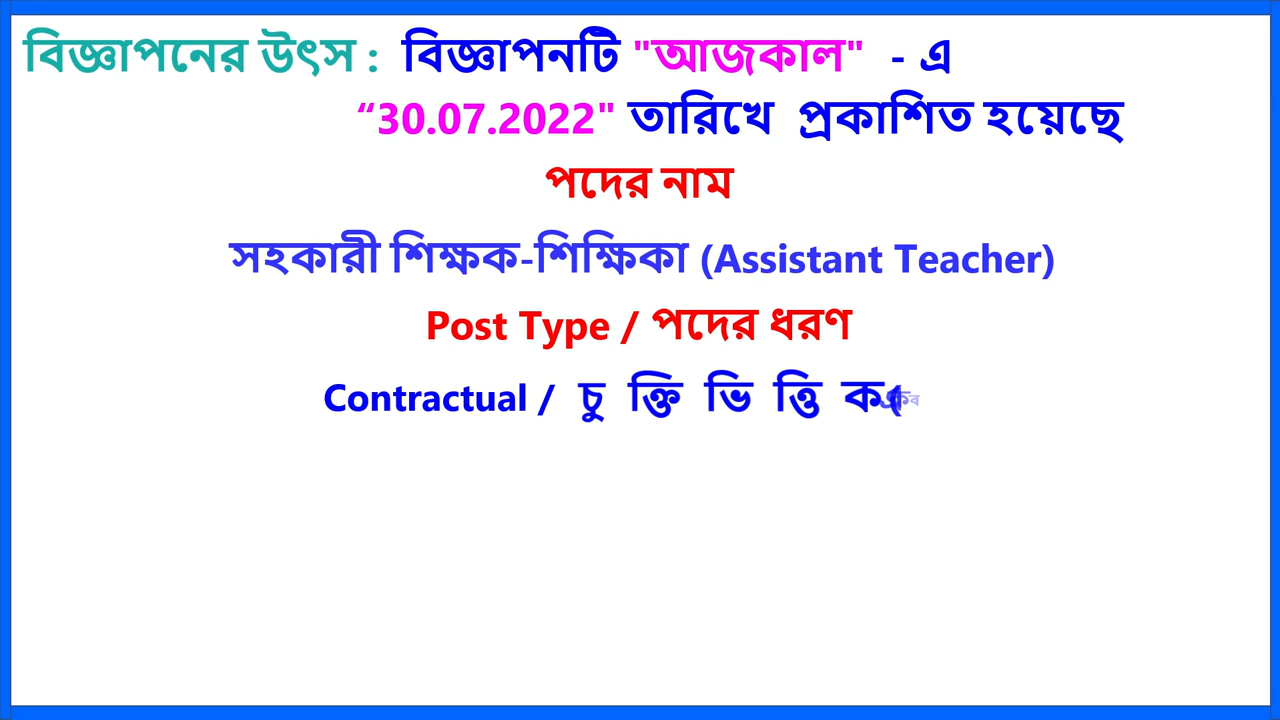 বিজ্ঞাপনের উৎস : বিজ্ঞাপনটি "আজকাল" - এ
“30.07.2022" তারিখে প্রকাশিত হয়েছে
পদের নাম
সহকারী শিক্ষক-শিক্ষিকা (Assistant Teacher)
Post Type / পদের ধরণ
Contractual / চু ক্তি ভি ত্তি ক